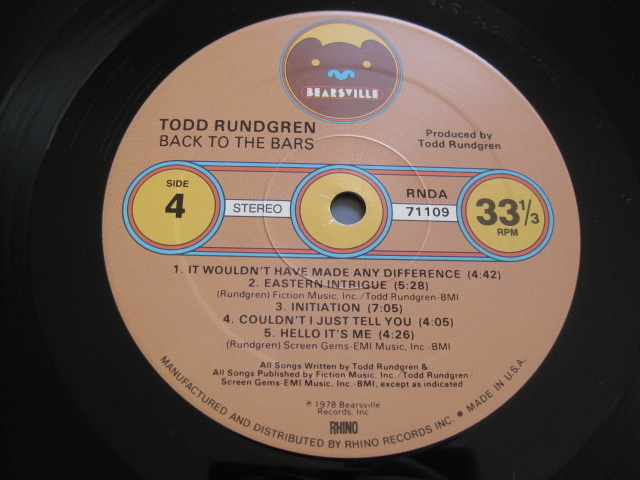 BEARSVILLE
TODD RUNDGREN
BACK TO THE BARS
Produced by
Todd Rundgren
SIDE
4
STEREO
RNDA
71109
33 1/3
RPM
1. IT WOULDN'T HAVE MADE ANY DIFFERENCE (4:42)
2. EASTERN INTRIGUE (5:28)
(Rundgren) Fiction Music, Inc./Todd Rundgren-BMI
3. INITIATION (7:05)
4. COULDN'T I JUST TELL YOU (4:05)
5. HELLO IT'S ME (4:26)
(Rundgren) Screen Gems-EMI Music, Inc.-BMI
All Songs Written by Todd Rundgren &
All Songs Published by Fiction Music, Inc./Todd Rundgren/
Screen Gems-EMI Music, Inc.-BMI, except as indicated
℗1978 Bearsville
Records, Inc
RHINO
MANUFACTURED AND DISTRIBUTED BY RHINO RECORDS INC. • MADE IN U.S.A.